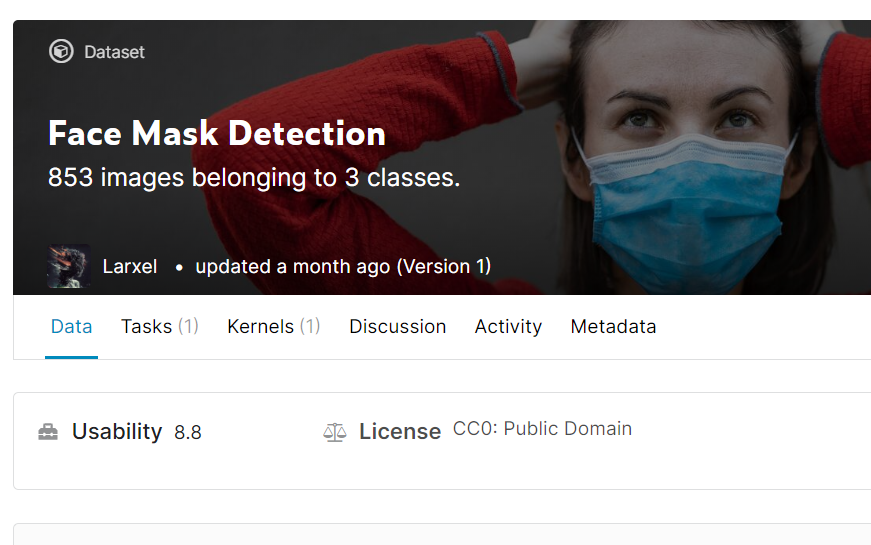 Dataset
Face Mask Detection
853 images belonging to 3 classes.
Larxel • updated a month ago (Version 1)
Data Tasks (1) Kernels (1) Discussion Activity Metadata
Usability 8.8 License CC0: Public Domain